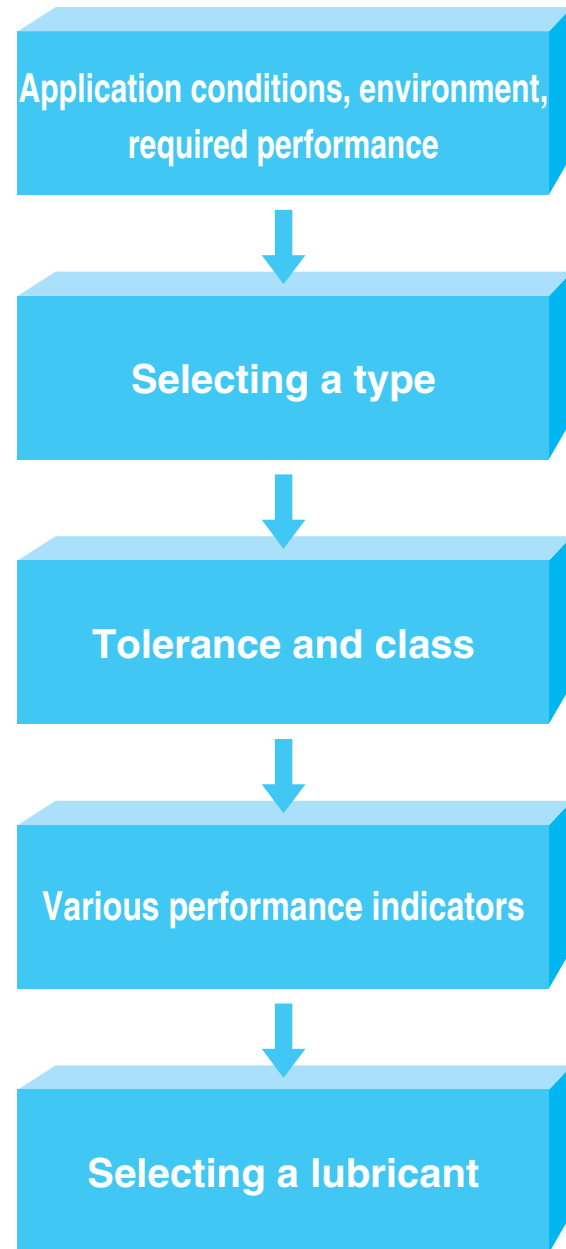 Application conditions, environment,
required performance
Selecting a type
Tolerance and class
Various performance indicators
Selecting a lubricant